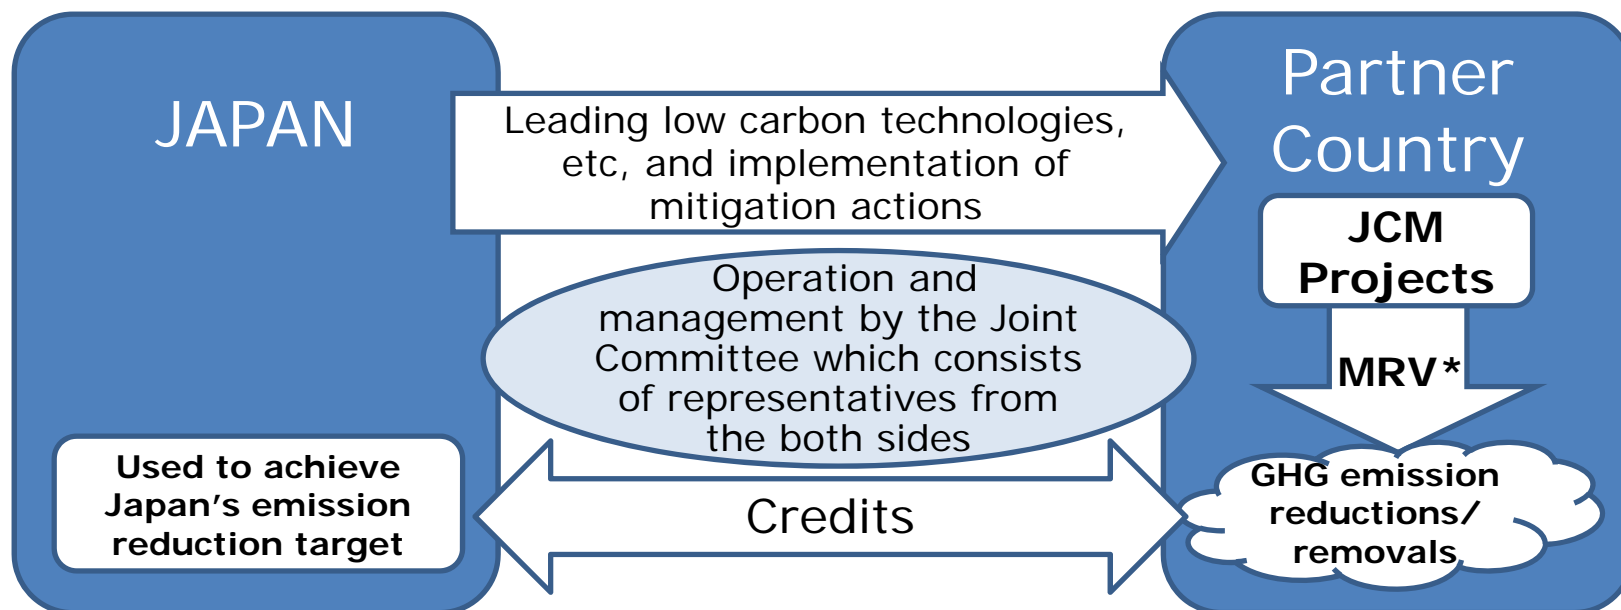 JAPAN
Leading low carbon technologies,
etc, and implementation of
mitigation actions
Partner
Country
JCM
Projects
Operation and
management by the Joint
Committee which consists
of representatives from
the both sides
MRV*
Used to achieve
Japan's emission
reduction target
Credits
GHG emission
reductions/
removals